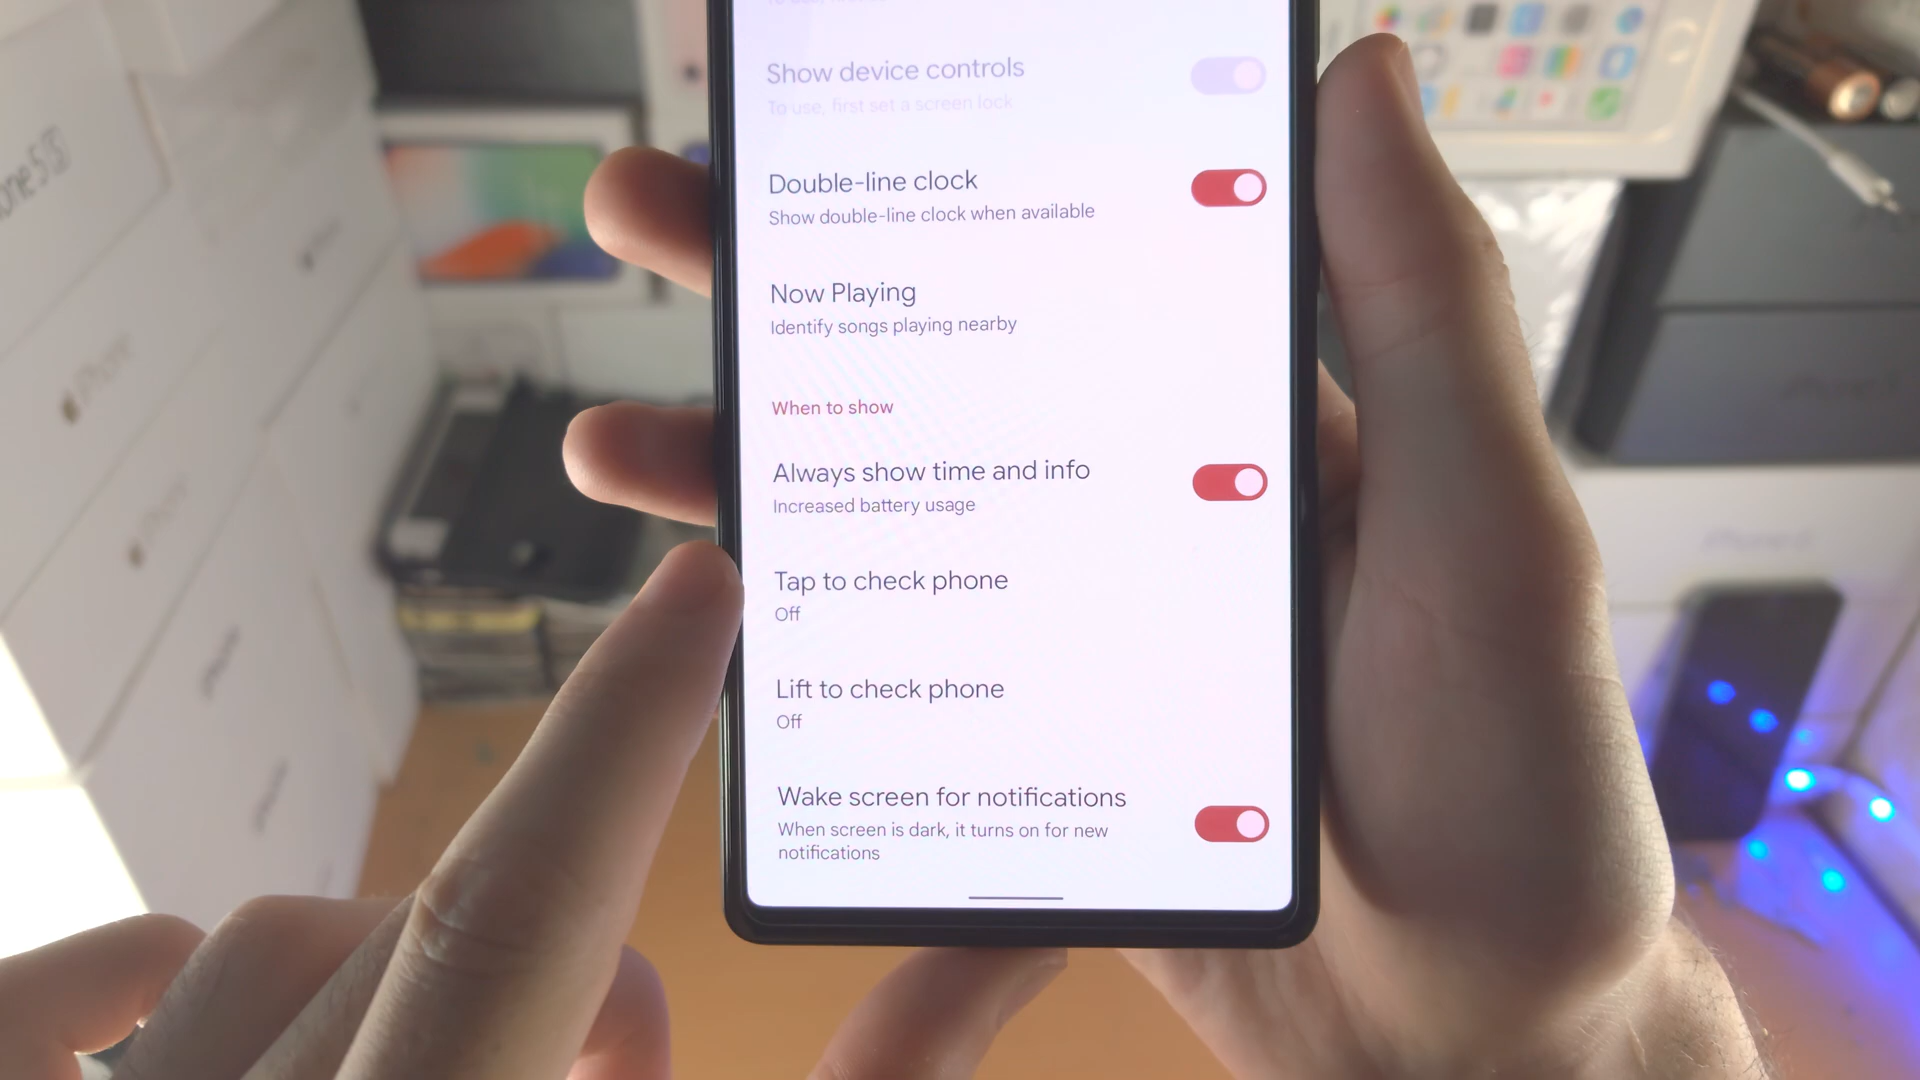 Show device controls
To use, first set a screen lock
Double-line clock
Show double-line clock when available
Now Playing
Identify songs playing nearby
When to show
Always show time and info
Increased battery usage
Tap to check phone
Off
Lift to check phone
Off
Wake screen for notifications
When screen is dark, it turns on for new
notifications
iPhone
iPhone
iPhone